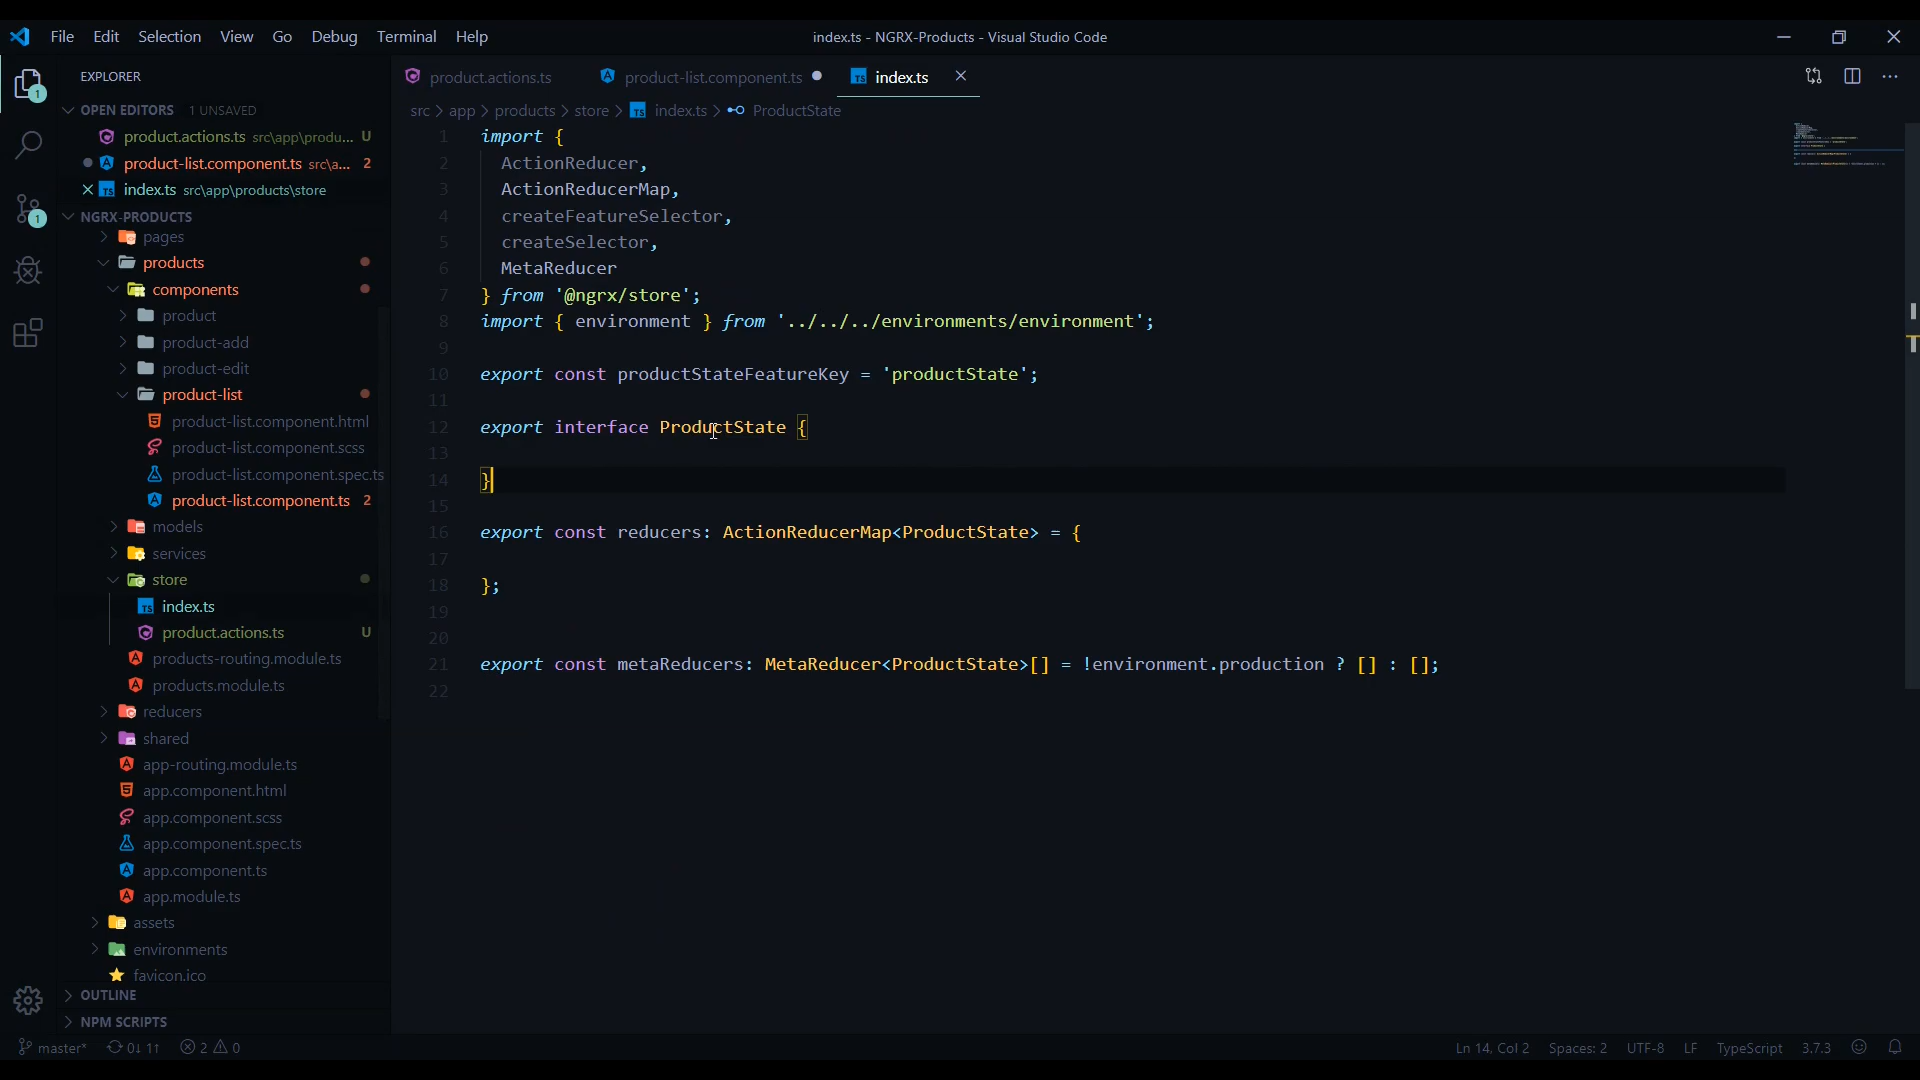 File Edit Selection View Go Debug Terminal Help
index.ts - NGRX-Products - Visual Studio Code
EXPLORER
OPEN EDITORS 1 UNSAVED
product.actions.ts src\app\produ... U
product-list.component.ts src\a... 2
index.ts src\app\products\store
NGRX-PRODUCTS
pages
products
components
product
product-add
product-edit
product-list
product-list.component.html
product-list.component.scss
product-list.component.spec.ts
product-list.component.ts 2
models
services
store
index.ts
product.actions.ts U
products-routing.module.ts
products.module.ts
reducers
shared
app-routing.module.ts
app.component.html
app.component.scss
app.component.spec.ts
app.component.ts
app.module.ts
assets
environments
favicon.ico
OUTLINE
NPM SCRIPTS
1
1
product.actions.ts
product-list.component.ts
index.ts
src > app > products > store > index.ts > ProductState
1 import {
2 ActionReducer,
3 ActionReducerMap,
4 createFeatureSelector,
5 createSelector,
6 MetaReducer
7 } from '@ngrx/store';
8 import { environment } from '../../../environments/environment';
9
10 export const productStateFeatureKey = 'productState';
11
12 export interface ProductState {
13
14 }
15
16 export const reducers: ActionReducerMap<ProductState> = {
17
18 };
19
20
21 export const metaReducers: MetaReducer<ProductState>[] = !environment.production ? [] : [];
22
master* 0↓ 1↑ 2 0
Ln 14, Col 2 Spaces: 2 UTF-8 LF TypeScript 3.7.3